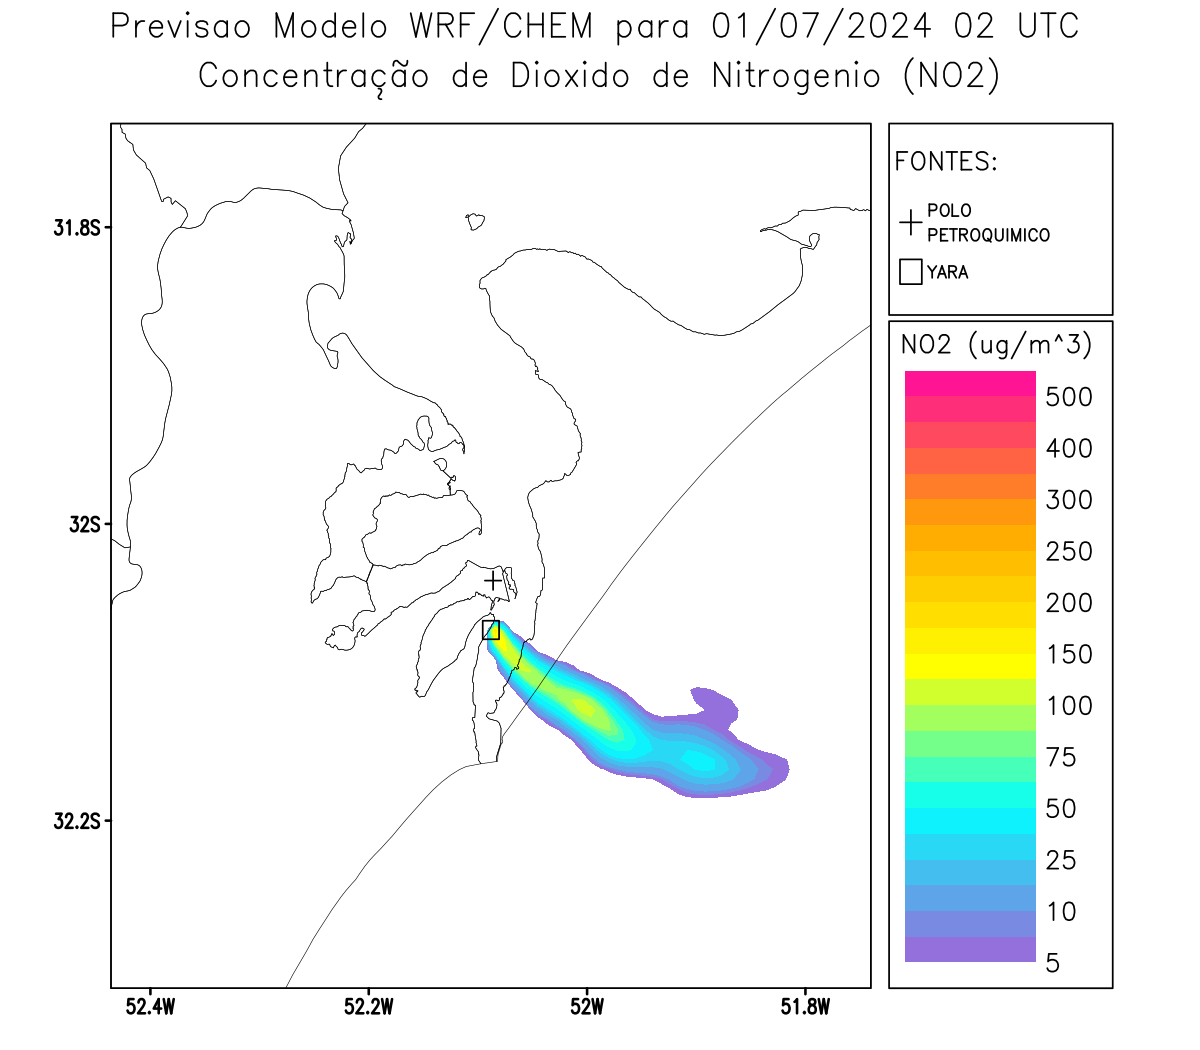 Previsao Modelo WRF/CHEM para 01/07/2024 02 UTC
Concentração de Dioxido de Nitrogenio (NO2)
FONTES:
POLO
PETROQUIMICO
YARA
NO2 (ug/m^3)
500
400
300
250
200
150
100
75
50
25
10
5
31.8S
32S
32.2S
52.4W
52.2W
52W
51.8W